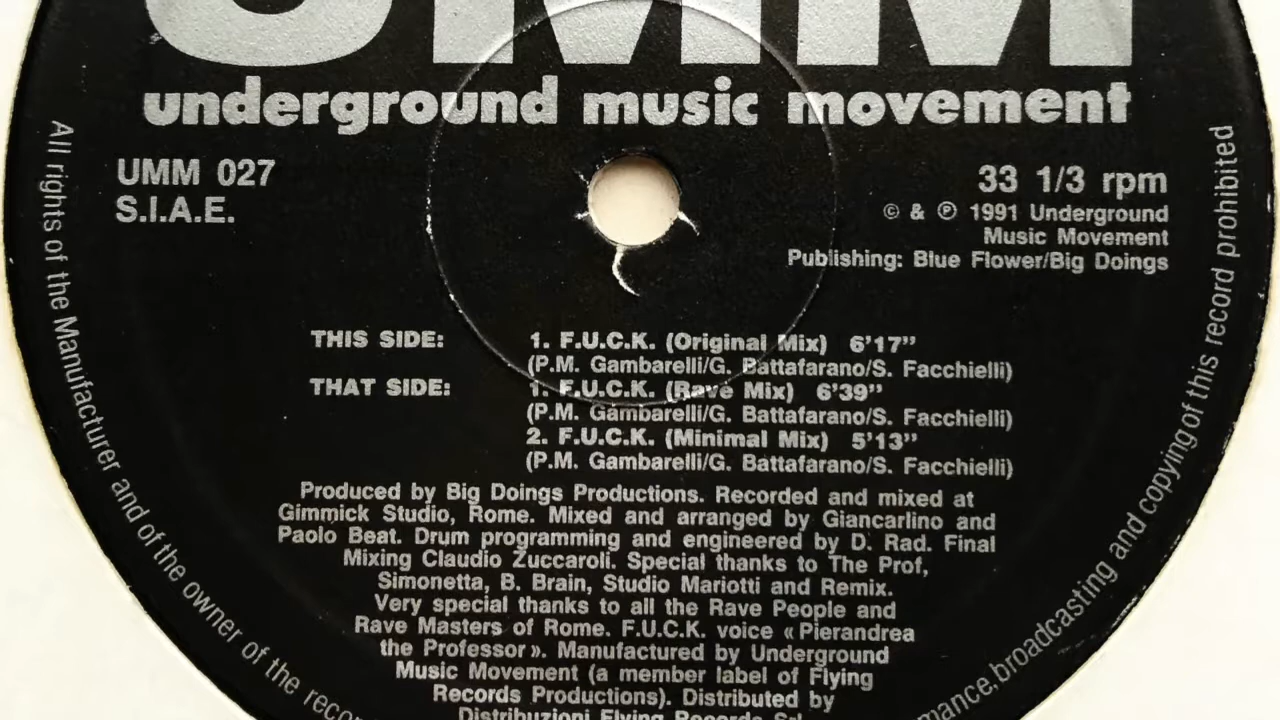 UMM
underground music movement
UMM 027
S.I.A.E.
33 1/3 rpm
© & ℗ 1991 Underground
Music Movement
Publishing: Blue Flower/Big Doings
THIS SIDE: 1. F.U.C.K. (Original Mix) 6'17"
(P.M. Gambarelli/G. Battafarano/S. Facchielli)
THAT SIDE: 1. F.U.C.K. (Rave Mix) 6'39"
(P.M. Gambarelli/G. Battafarano/S. Facchielli)
2. F.U.C.K. (Minimal Mix) 5'13"
(P.M. Gambarelli/G. Battafarano/S. Facchielli)
Produced by Big Doings Productions. Recorded and mixed at
Gimmick Studio, Rome. Mixed and arranged by Giancarlino and
Paolo Beat. Drum programming and engineered by D. Rad. Final
Mixing Claudio Zuccaroli. Special thanks to The Prof,
Simonetta, B. Brain, Studio Mariotti and Remix.
Very special thanks to all the Rave People and
Rave Masters of Rome. F.U.C.K. voice «Pierandrea
the Professor». Manufactured by Underground
Music Movement (a member label of Flying
Records Productions). Distributed by
Distribuzioni Flying Records Srl
All rights of the Manufacturer and of the owner of the
broadcasting and copying of this record prohibited